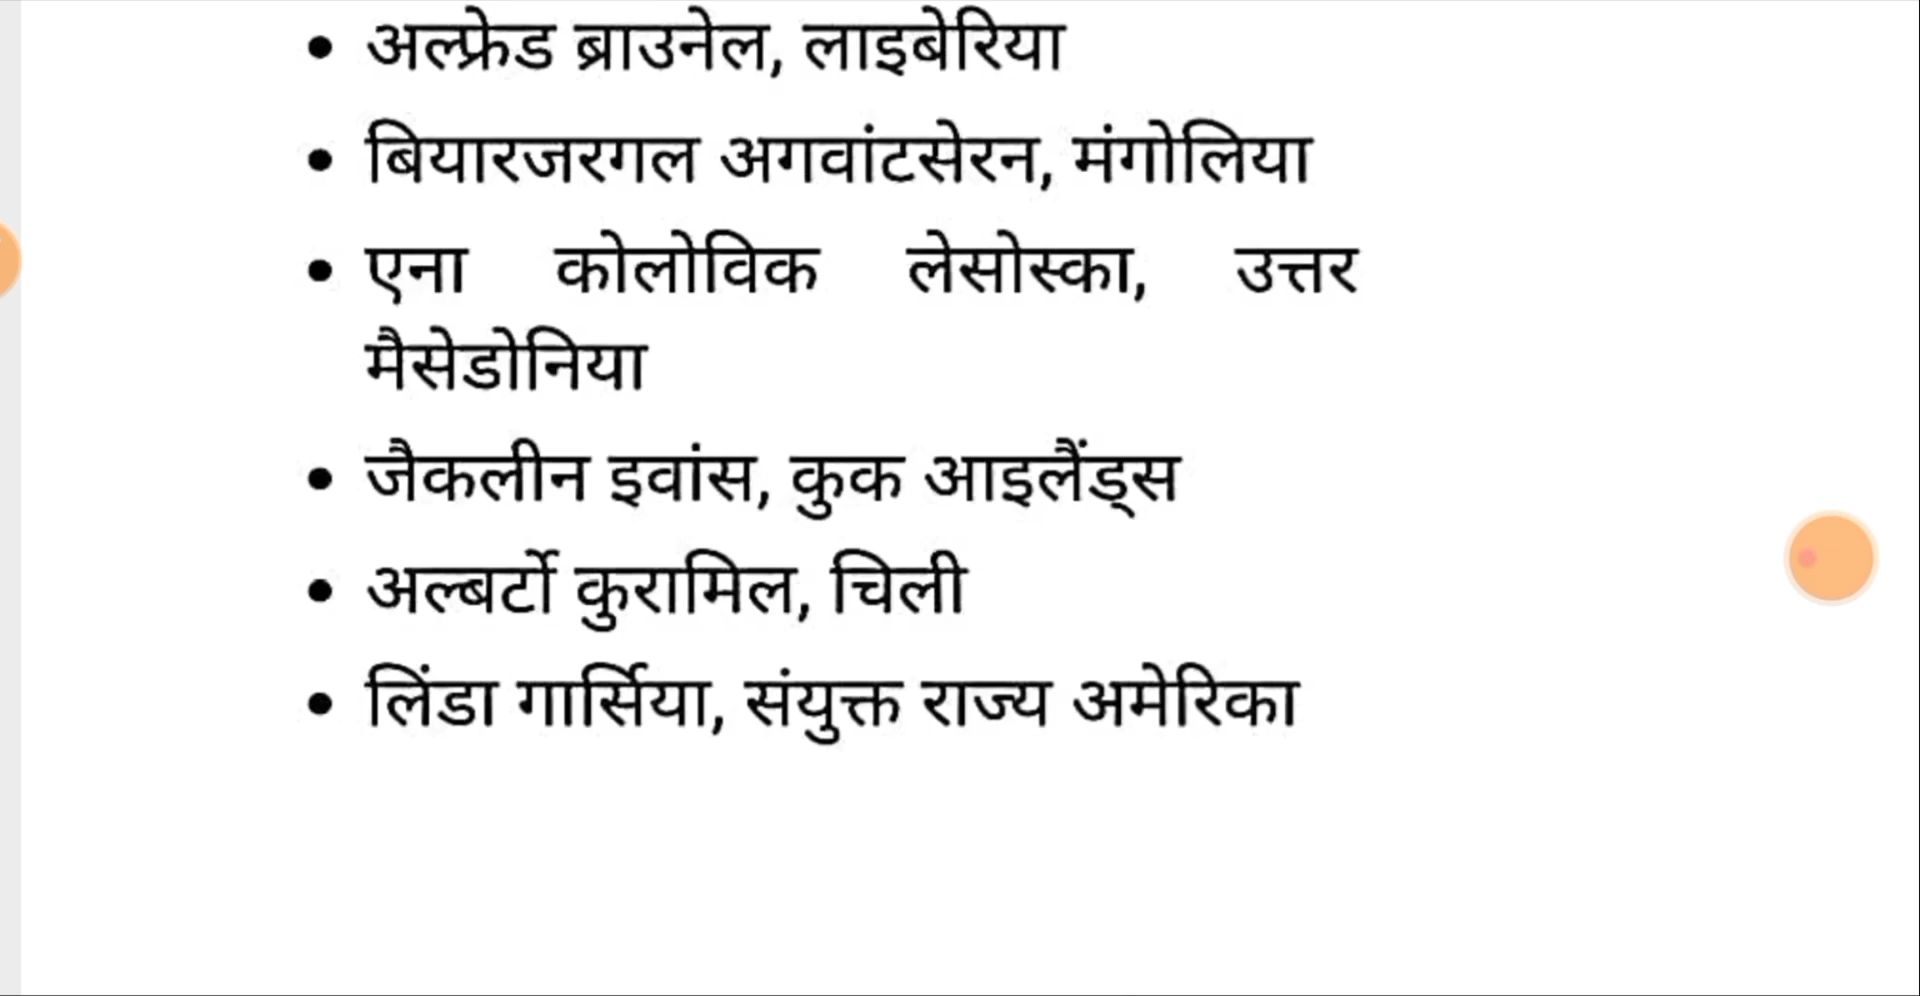 • अल्फ्रेड ब्राउनेल, लाइबेरिया
• बियारजरगल अगवांटसेरन, मंगोलिया
• एना कोलोविक लेसोस्का, उत्तर
मैसेडोनिया
• जैकलीन इवांस, कुक आइलैंड्स
• अल्बर्टो कुरामिल, चिली
• लिंडा गार्सिया, संयुक्त राज्य अमेरिका